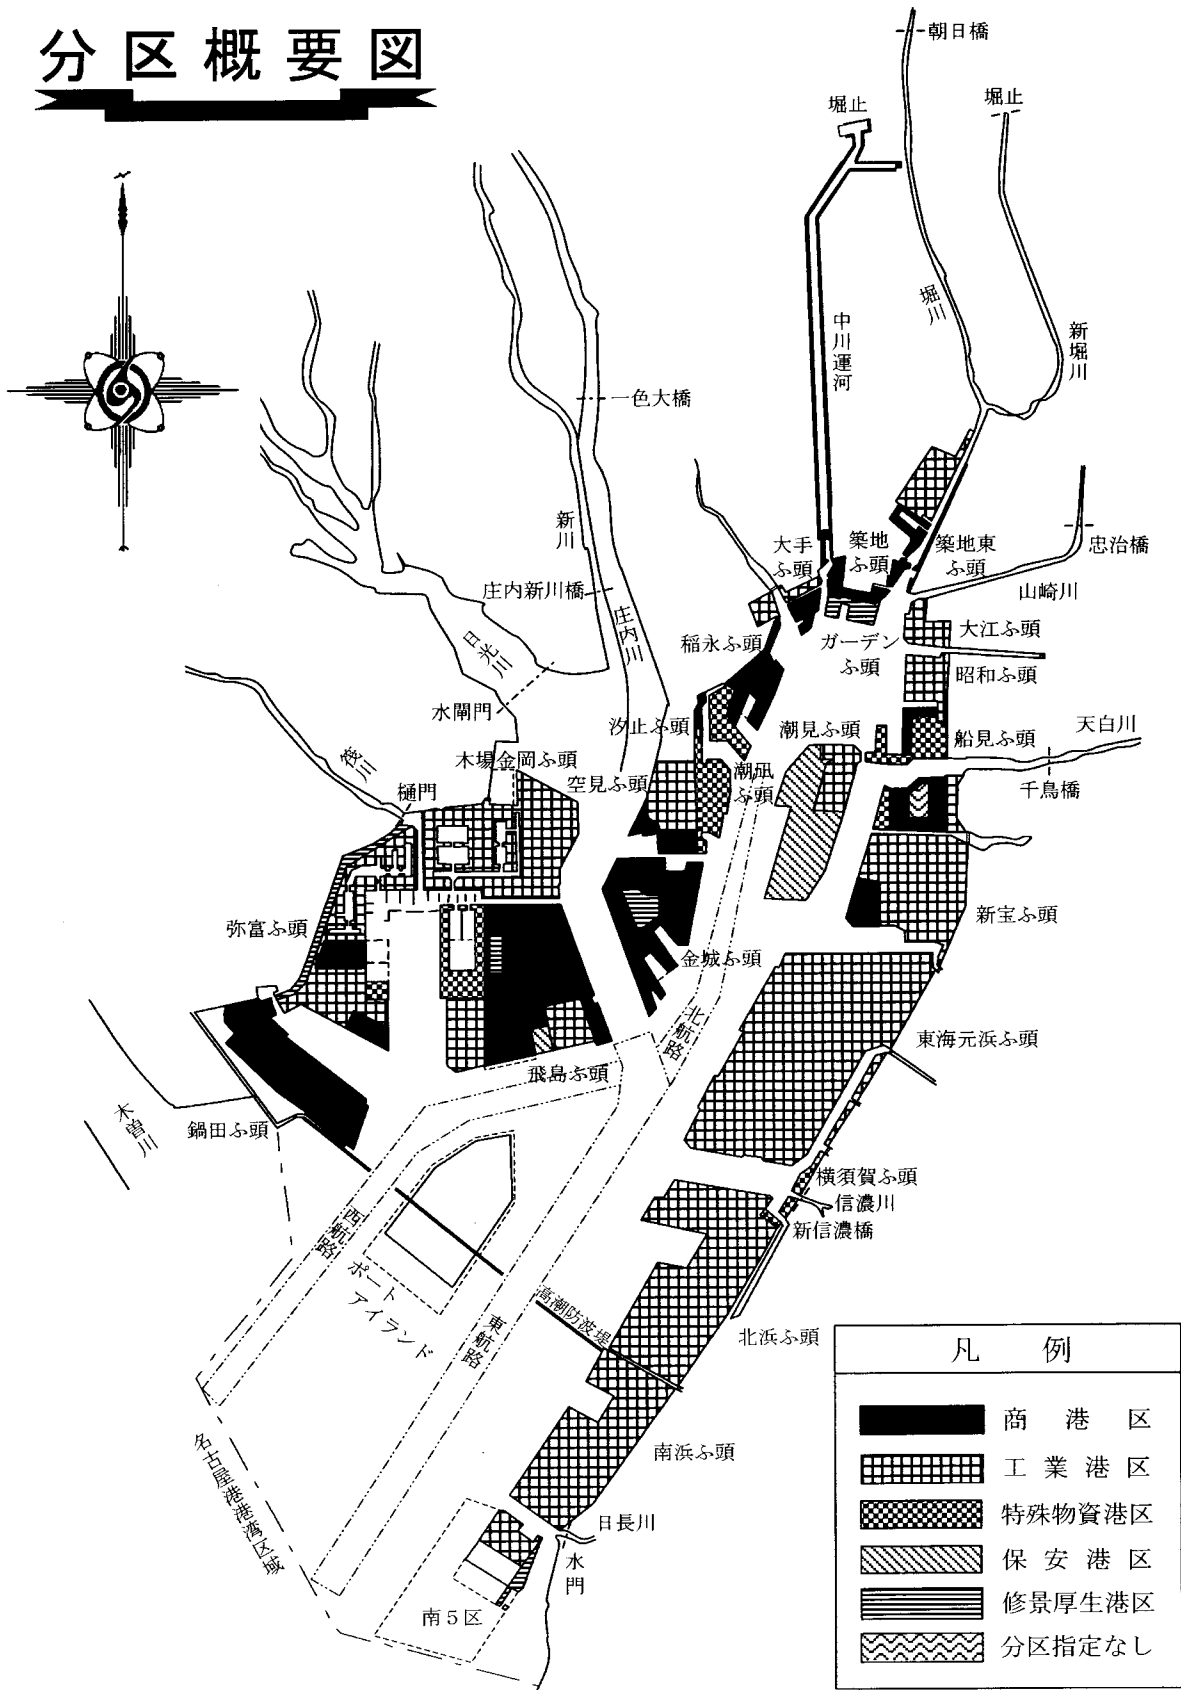 分区概要図
朝日橋
堀止
堀止
堀川
新堀川
中川運河
一色大橋
新川
庄内新川橋
庄内川
日光川
水閘門
大手
ふ頭
築地
ふ頭
築地東
ふ頭
忠治橋
山崎川
大江ふ頭
昭和ふ頭
稲永ふ頭
ガーデン
ふ頭
汐止ふ頭
潮見ふ頭
船見ふ頭
天白川
千鳥橋
木場金岡ふ頭
空見ふ頭
潮凪
ふ頭
筏川
樋門
弥富ふ頭
新宝ふ頭
金城ふ頭
北航路
東海元浜ふ頭
飛島ふ頭
鍋田ふ頭
木曽川
横須賀ふ頭
信濃川
新信濃橋
西航路
ポート
アイランド
東航路
高潮防波堤
北浜ふ頭
名古屋港港湾区域
南浜ふ頭
日長川
水門
南5区
凡例
商港区
工業港区
特殊物資港区
保安港区
修景厚生港区
分区指定なし